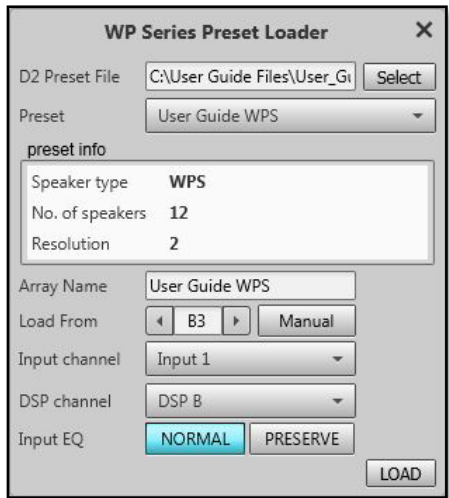 WP Series Preset Loader
D2 Preset File C:\User Guide Files\User_Gu Select
Preset User Guide WPS
preset info
Speaker type WPS
No. of speakers 12
Resolution 2
Array Name User Guide WPS
Load From B3 Manual
Input channel Input 1
DSP channel DSP B
Input EQ NORMAL PRESERVE
LOAD